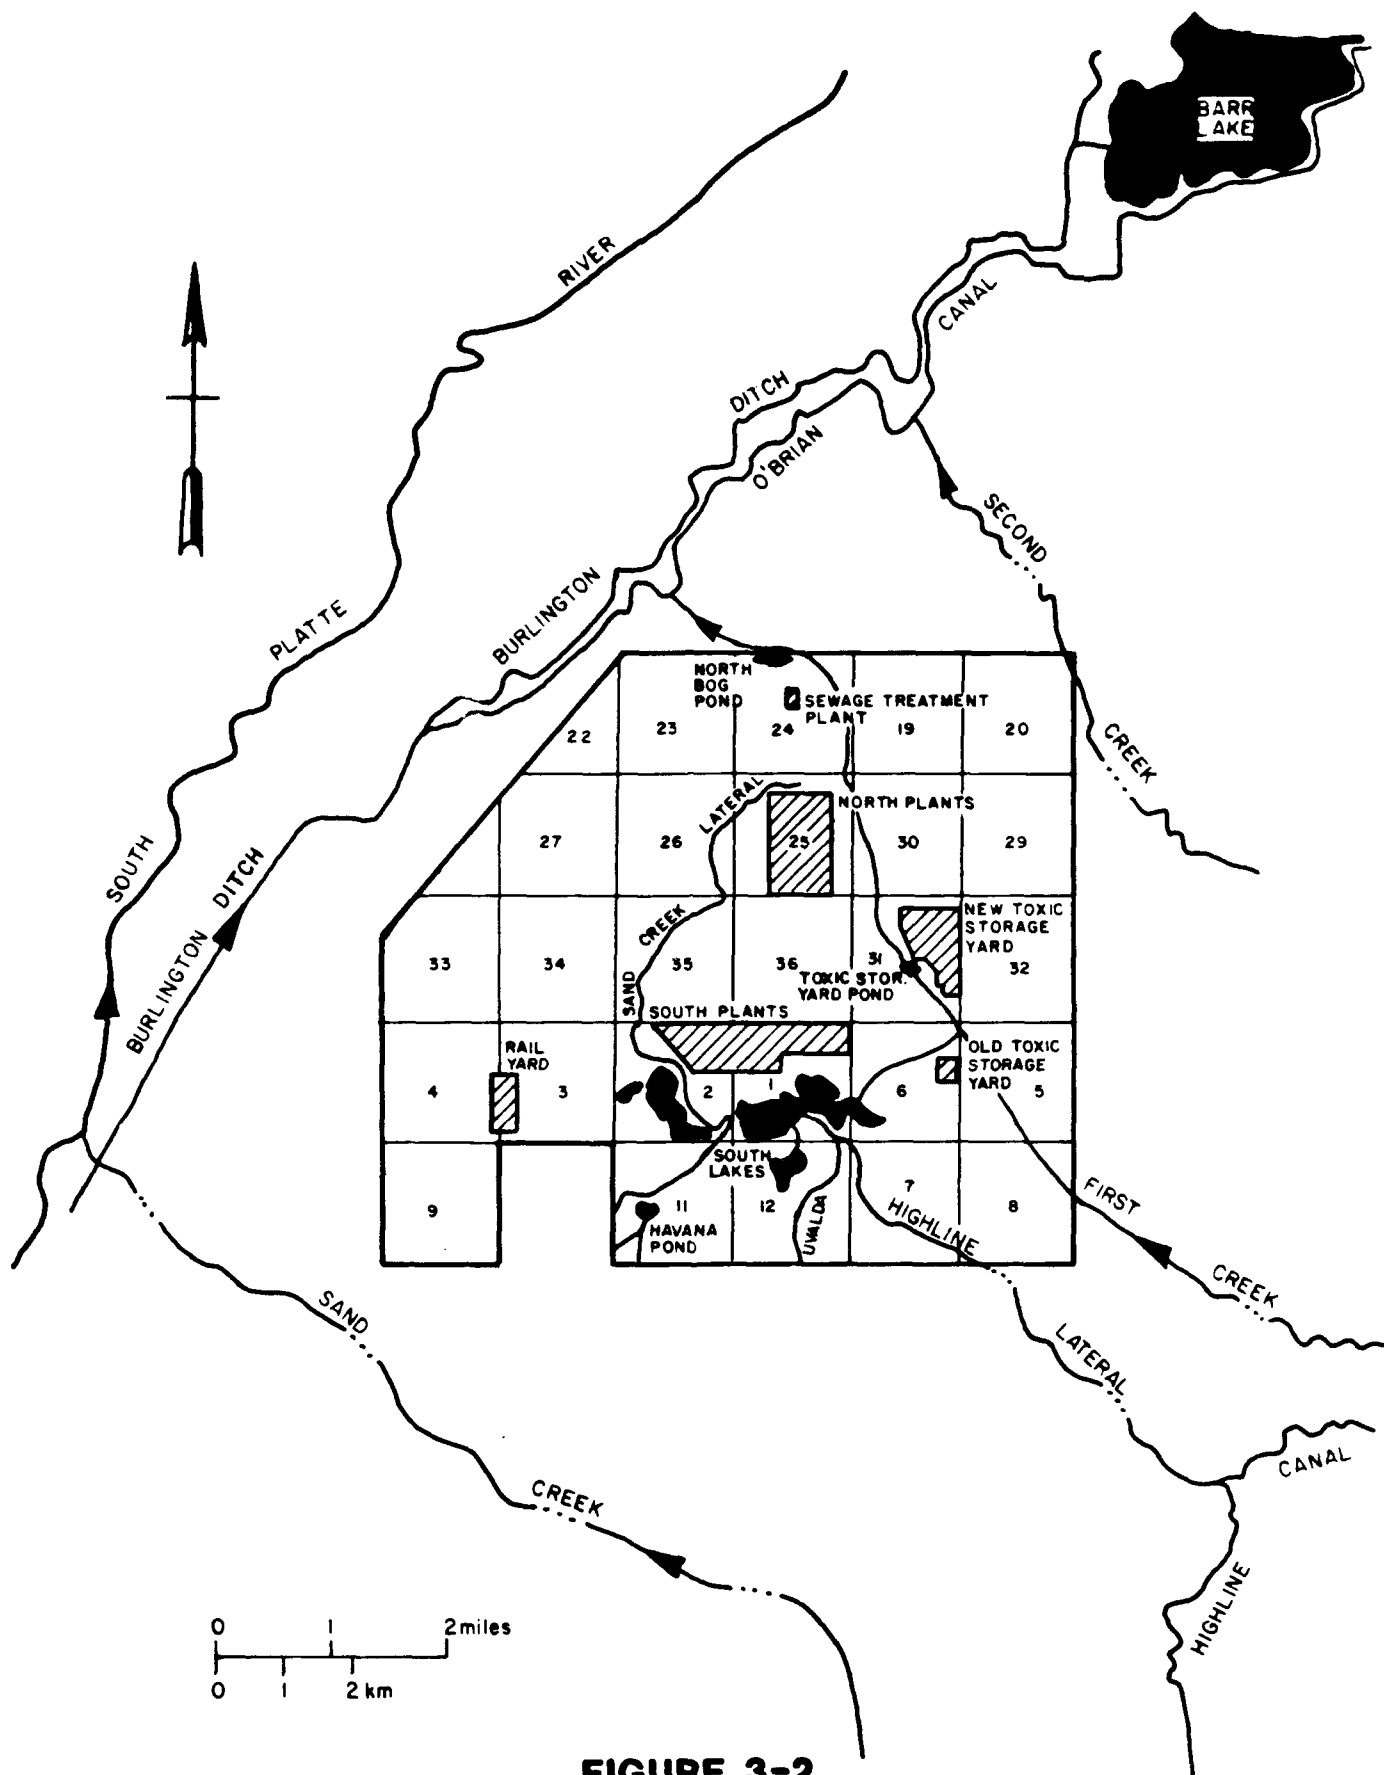 BARR
LAKE
RIVER
CANAL
DITCH
O'BRIAN
SECOND
BURLINGTON
PLATTE
NORTH
BOG
POND
SEWAGE TREATMENT
PLANT
22
23
24
19
20
CREEK
LATERAL
NORTH PLANTS
27
26
25
30
29
SOUTH
DITCH
BURLINGTON
CREEK
NEW TOXIC
STORAGE
YARD
33
34
35
36
31
32
TOXIC STOR.
YARD POND
SAND
SOUTH PLANTS
RAIL
YARD
OLD TOXIC
STORAGE
YARD
4
3
2
1
6
5
SOUTH
LAKES
9
11
12
7
8
HAVANA
POND
UVALDA
HIGHLINE
FIRST
CREEK
SAND
LATERAL
CANAL
CREEK
HIGHLINE
0 1 2 miles
0 1 2 km
FIGURE 3-2